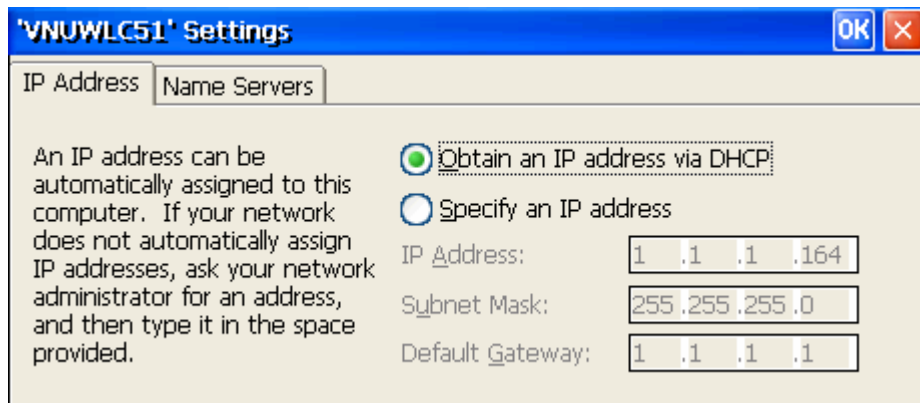 'VNUWLC51' Settings
OK
IP Address
Name Servers
An IP address can be
automatically assigned to this
computer. If your network
does not automatically assign
IP addresses, ask your network
administrator for an address,
and then type it in the space
provided.
Obtain an IP address via DHCP
Specify an IP address
IP Address: 1 .1 .1 .164
Subnet Mask: 255 .255 .255 .0
Default Gateway: 1 .1 .1 .1